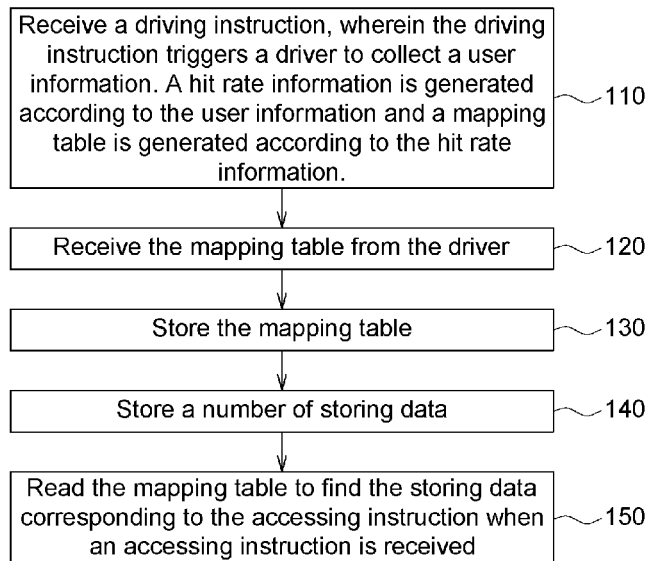 Receive a driving instruction, wherein the driving
instruction triggers a driver to collect a user
information. A hit rate information is generated
according to the user information and a mapping
table is generated according to the hit rate
information.
110
Receive the mapping table from the driver
120
Store the mapping table
130
Store a number of storing data
140
Read the mapping table to find the storing data
corresponding to the accessing instruction when
an accessing instruction is received
150